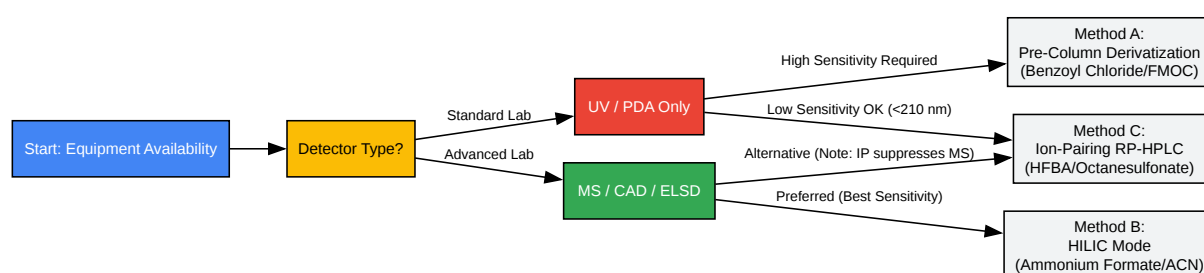 Start: Equipment Availability
Detector Type?
Standard Lab
Advanced Lab
UV / PDA Only
MS / CAD / ELSD
High Sensitivity Required
Low Sensitivity OK (<210 nm)
Alternative (Note: IP suppresses MS)
Preferred (Best Sensitivity)
Method A:
Pre-Column Derivatization
(Benzoyl Chloride/FMOC)
Method C:
Ion-Pairing RP-HPLC
(HFBA/Octanesulfonate)
Method B:
HILIC Mode
(Ammonium Formate/ACN)